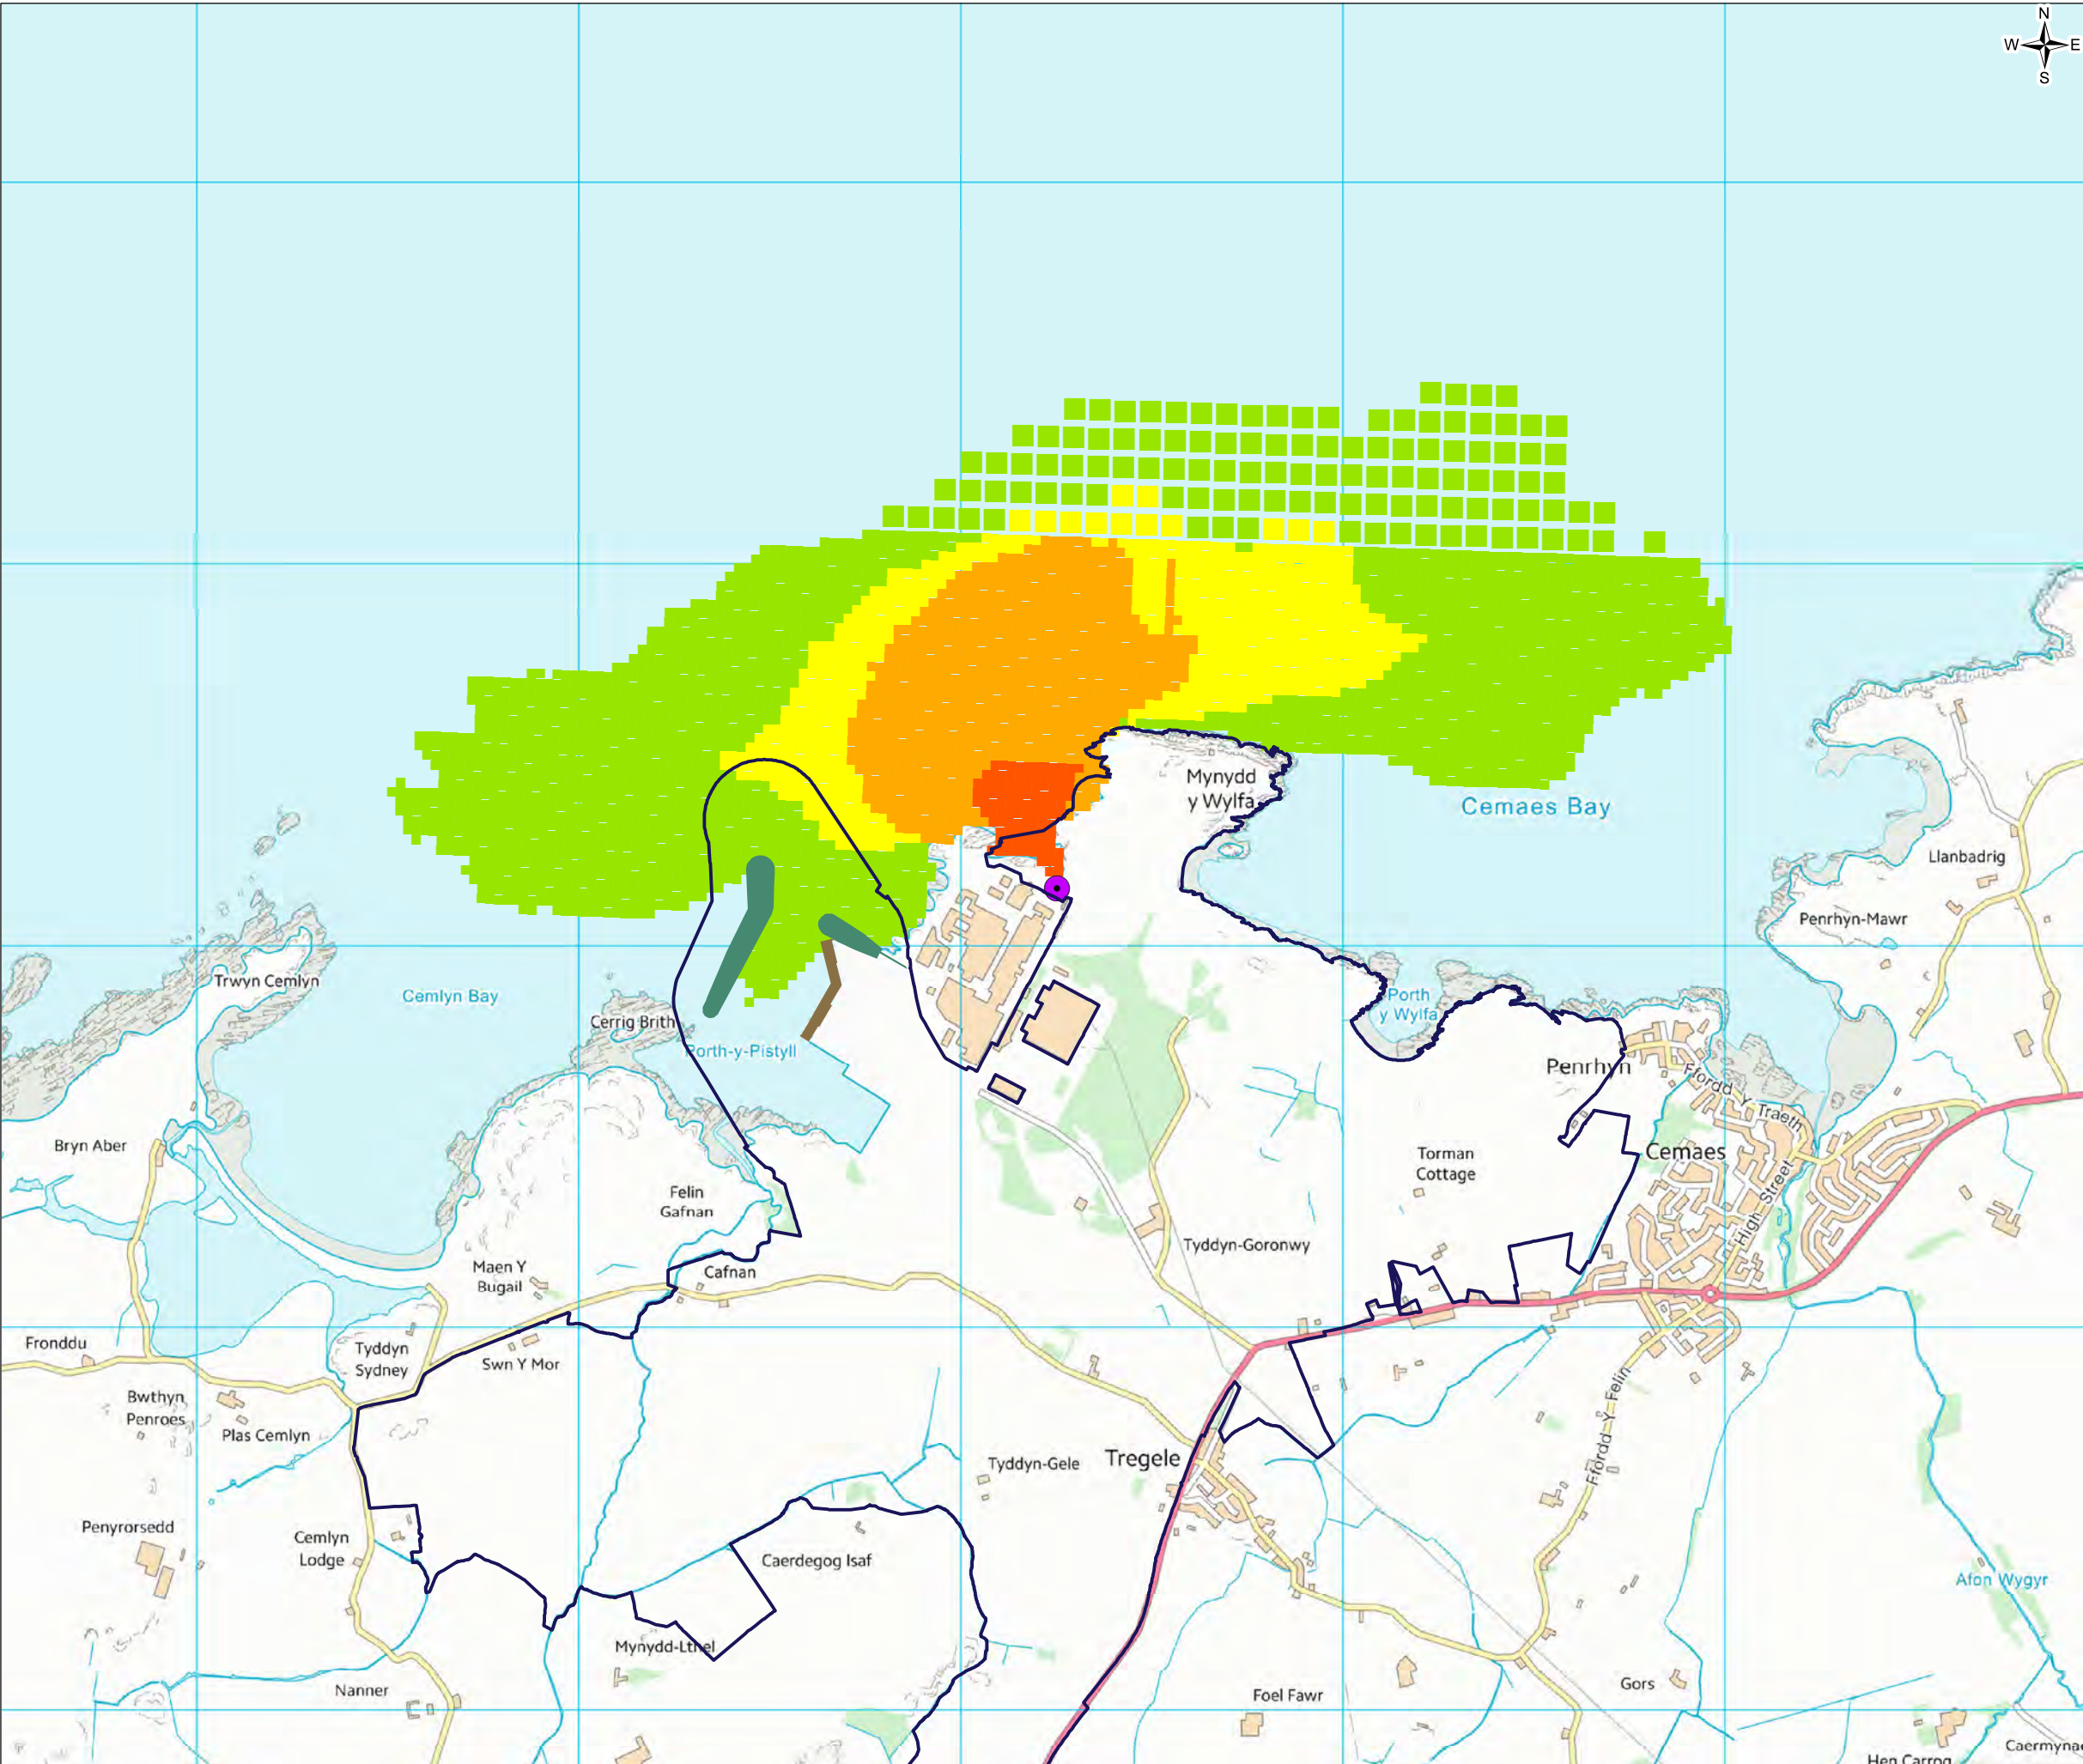 N
W E
S
Mynydd
y Wylfa
Cemaes Bay
Llanbadrig
Penrhyn-Mawr
Trwyn Cemlyn
Cemlyn Bay
Cerrig Brith
Porth-y-Pistyll
Porth
y Wylfa
Penrhyn
Ffordd Y Traeth
Bryn Aber
Torman
Cottage
Cemaes
High Street
Felin
Gafnan
Tyddyn-Goronwy
Maen Y
Bugail
Cafnan
Fronddu
Tyddyn
Sydney
Swn Y Mor
Bwthyn
Penroes
Plas Cemlyn
Ffordd Y Felin
Tyddyn-Gele
Tregele
Penyrorsedd
Cemlyn
Lodge
Caerdegog Isaf
Afon Wygyr
Mynydd-Lthel
Nanner
Foel Fawr
Gors
Caermyna
Hen Carrog